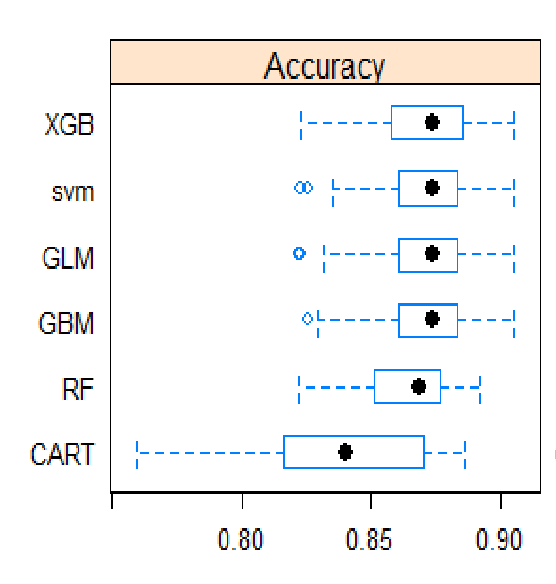 Accuracy
XGB
svm
GLM
GBM
RF
CART
0.80 0.85 0.90